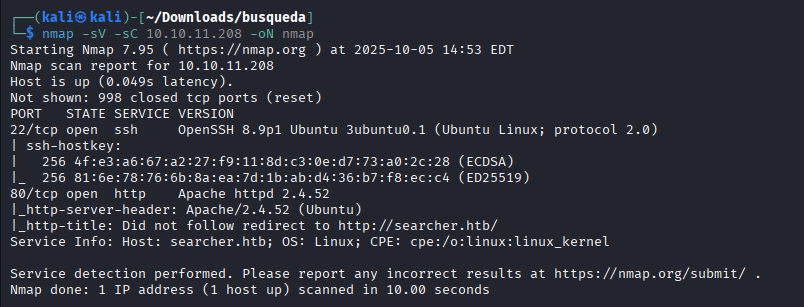 ┌──(kali㉿kali)-[~/Downloads/busqueda]
└─$ nmap -sV -sC 10.10.11.208 -oN nmap
Starting Nmap 7.95 ( https://nmap.org ) at 2025-10-05 14:53 EDT
Nmap scan report for 10.10.11.208
Host is up (0.049s latency).
Not shown: 998 closed tcp ports (reset)
PORT   STATE SERVICE VERSION
22/tcp open  ssh     OpenSSH 8.9p1 Ubuntu 3ubuntu0.1 (Ubuntu Linux; protocol 2.0)
| ssh-hostkey:
|   256 4f:e3:a6:67:a2:27:f9:11:8d:c3:0e:d7:73:a0:2c:28 (ECDSA)
|_  256 81:6e:78:76:6b:8a:ea:7d:1b:ab:d4:36:b7:f8:ec:c4 (ED25519)
80/tcp open  http    Apache httpd 2.4.52
|_http-server-header: Apache/2.4.52 (Ubuntu)
|_http-title: Did not follow redirect to http://searcher.htb/
Service Info: Host: searcher.htb; OS: Linux; CPE: cpe:/o:linux:linux_kernel

Service detection performed. Please report any incorrect results at https://nmap.org/submit/ .
Nmap done: 1 IP address (1 host up) scanned in 10.00 seconds